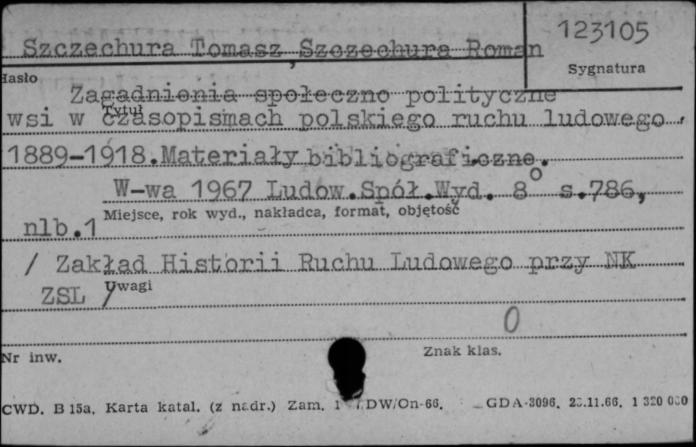 123105
Szczechura Tomasz, Szczechura Roman
Sygnatura
Hasło
Zagadnienia społeczno polityczne
Tytuł
wsi w czasopismach polskiego ruchu ludowego
1889-1918. Materiały bibliograficzne.
W-wa 1967 Ludow.Spół.Wyd. 8° s.786,
Miejsce, rok wyd., nakładca, format, objętość
nlb.1
/ Zakład Historii Ruchu Ludowego przy NK
Uwagi
ZSL /
0
Nr inw.
Znak klas.
CWD. B 15a. Karta katal. (z nadr.) Zam. DW/On-66. GDA-3096. 11.66. 1 320 000